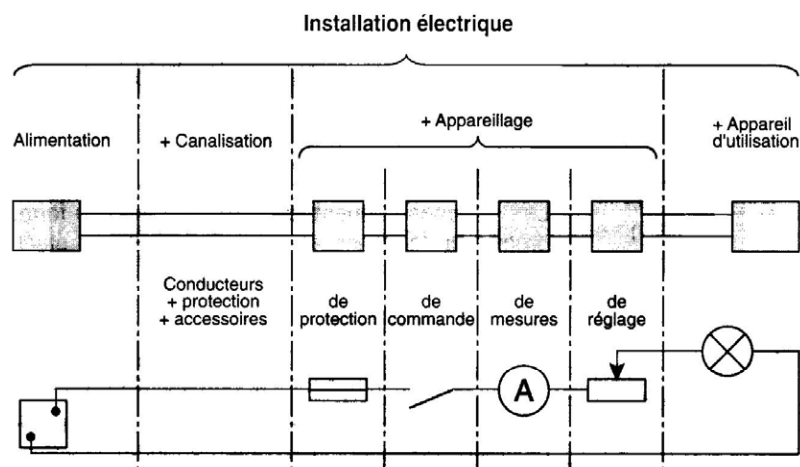 Installation électrique
Alimentation
+ Canalisation
+ Appareillage
+ Appareil
d'utilisation
Conducteurs
+ protection
+ accessoires
de
protection
de
commande
de
mesures
de
réglage
A